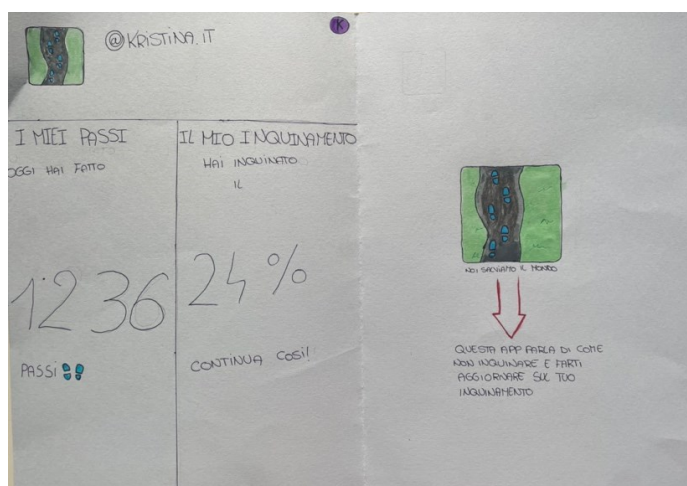 @KRISTINA.IT
K
I MIEI PASSI
OGGI HAI FATTO
1236
PASSI
IL MIO INQUINAMENTO
HAI INQUINATO
IL
24%
CONTINUA COSI!
NOI SALVIAMO IL MONDO
QUESTA APP PARLA DI COME
NON INQUINARE E FARTI
AGGIORNARE SUL TUO
INQUINAMENTO